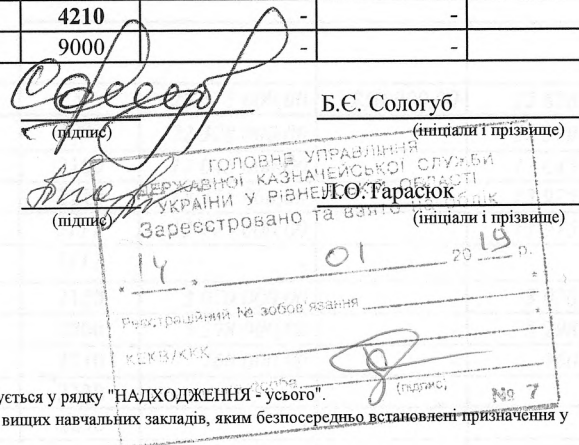 4210 - -
9000 - -
Б.Є. Сологуб
(підпис) (ініціали і прізвище)
ГОЛОВНЕ УПРАВЛІННЯ
ДЕРЖАВНОЇ КАЗНАЧЕЙСЬКОЇ СЛУЖБИ
УКРАЇНИ У РІВНЕНСЬКІЙ ОБЛАСТІ
Л.О.Тарасюк
(підпис) (ініціали і прізвище)
Зареєстровано та взято на облік
"14" 01 2019 р.
Реєстраційний № зобов'язання
КЕКВ/ККК
особа (підпис)
№ 7
ується у рядку "НАДХОДЖЕННЯ - усього".
вищих навчальних закладів, яким безпосередньо встановлені призначення у